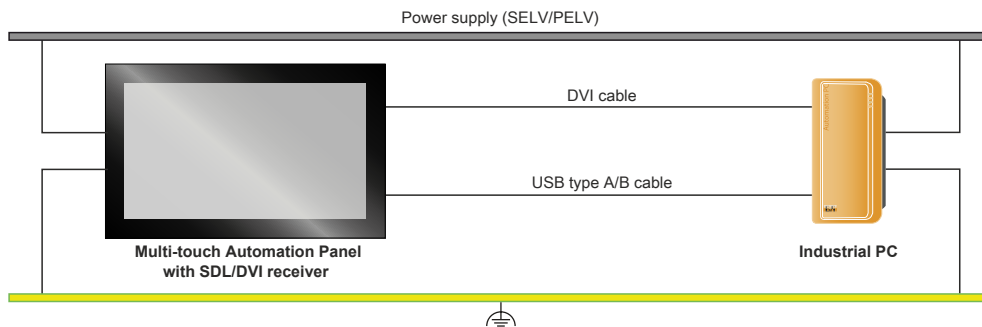 Power supply (SELV/PELV)
DVI cable
USB type A/B cable
Multi-touch Automation Panel
with SDL/DVI receiver
Industrial PC